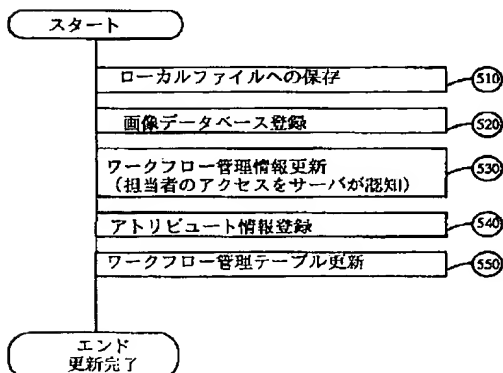 スタート
ローカルファイルへの保存
510
画像データベース登録
520
ワークフロー管理情報更新
(担当者のアクセスをサーバが認知)
530
アトリビュート情報登録
540
ワークフロー管理テーブル更新
550
エンド
更新完了